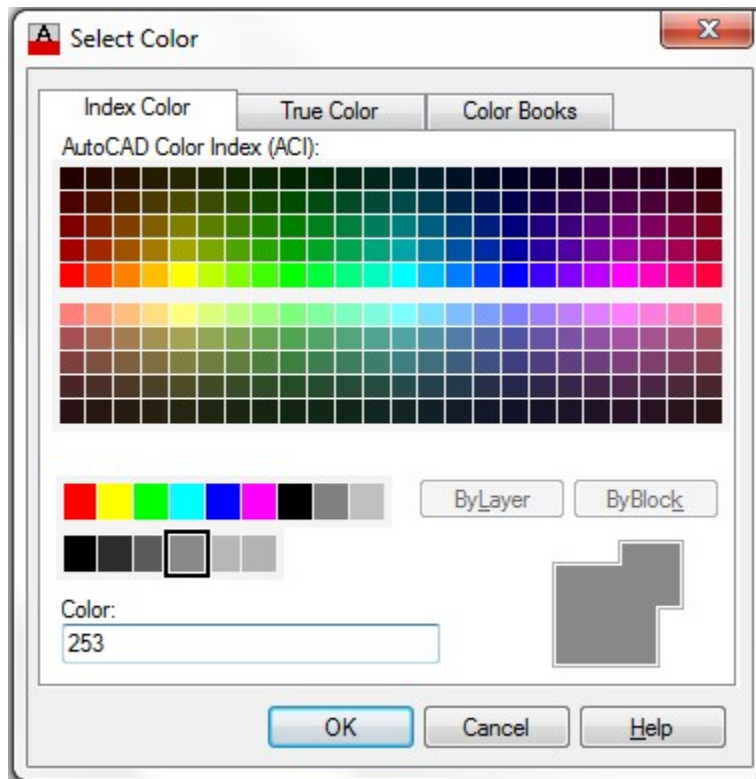 A
Select Color
Index Color True Color Color Books
AutoCAD Color Index (ACI):
ByLayer ByBlock
Color:
253
OK Cancel Help